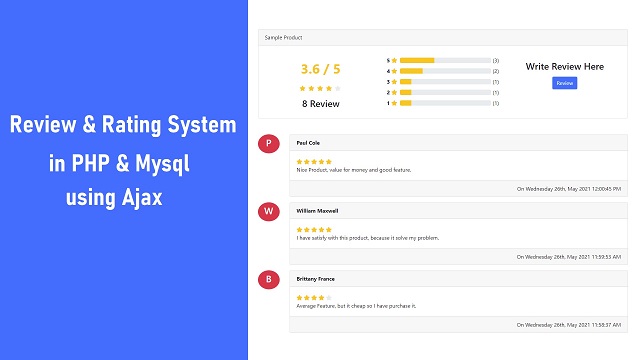 Review & Rating System
in PHP & Mysql
using Ajax
Sample Product
3.6 / 5
8 Review
5 (3)
4 (2)
3 (1)
2 (1)
1 (1)
Write Review Here
Review
P
Paul Cole
Nice Product, value for money and good feature.
On Wednesday 26th, May 2021 12:00:45 PM
W
William Maxwell
I have satisfy with this product, because it solve my problem.
On Wednesday 26th, May 2021 11:59:53 AM
B
Brittany France
Average Feature, but it cheap so I have purchase it.
On Wednesday 26th, May 2021 11:58:37 AM